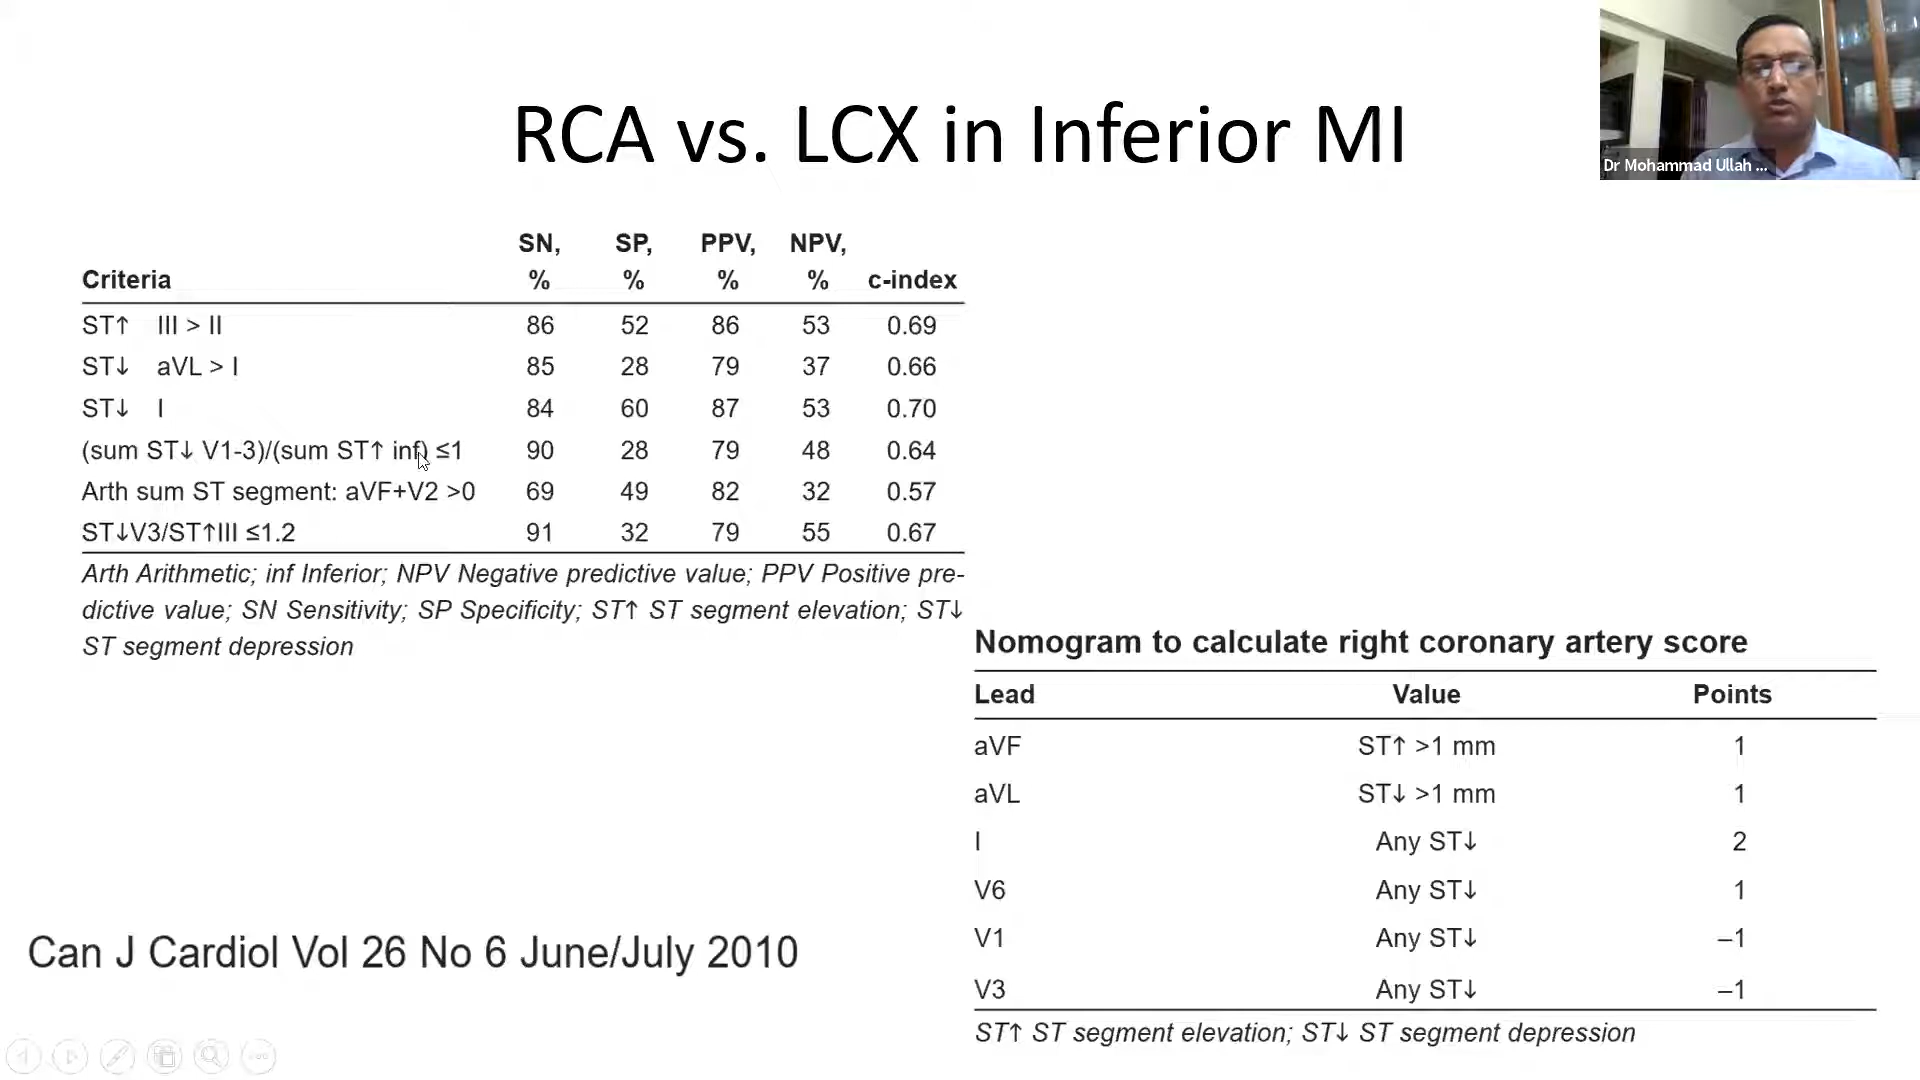 RCA vs. LCX in Inferior MI
Dr Mohammad Ullah ...
SN, SP, PPV, NPV,
Criteria % % % % c-index
ST↑ III > II 86 52 86 53 0.69
ST↓ aVL > I 85 28 79 37 0.66
ST↓ I 84 60 87 53 0.70
(sum ST↓ V1-3)/(sum ST↑ inf) ≤1 90 28 79 48 0.64
Arth sum ST segment: aVF+V2 >0 69 49 82 32 0.57
ST↓V3/ST↑III ≤1.2 91 32 79 55 0.67
Arth Arithmetic; inf Inferior; NPV Negative predictive value; PPV Positive pre-
dictive value; SN Sensitivity; SP Specificity; ST↑ ST segment elevation; ST↓
ST segment depression
Nomogram to calculate right coronary artery score
Lead Value Points
aVF ST↑ >1 mm 1
aVL ST↓ >1 mm 1
I Any ST↓ 2
V6 Any ST↓ 1
V1 Any ST↓ –1
V3 Any ST↓ –1
ST↑ ST segment elevation; ST↓ ST segment depression
Can J Cardiol Vol 26 No 6 June/July 2010